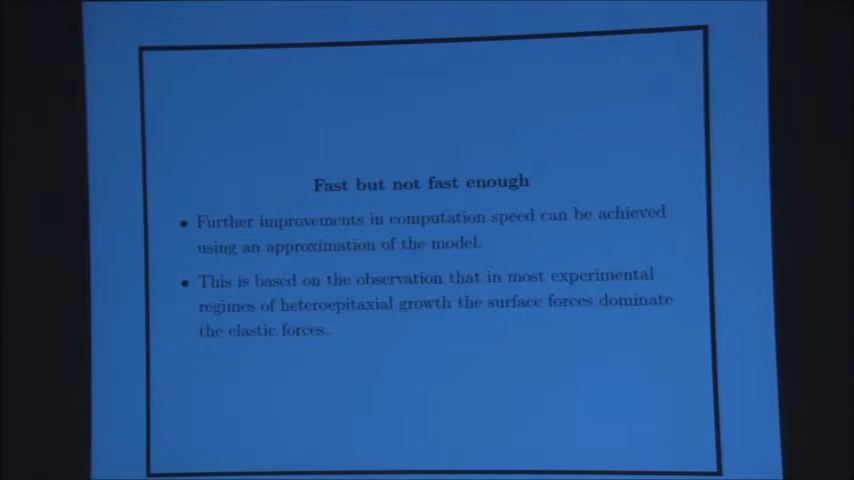 Fast but not fast enough
• Further improvements in computation speed can be achieved
using an approximation of the model.
• This is based on the observation that in most experimental
regimes of heteroepitaxial growth the surface forces dominate
the elastic forces.